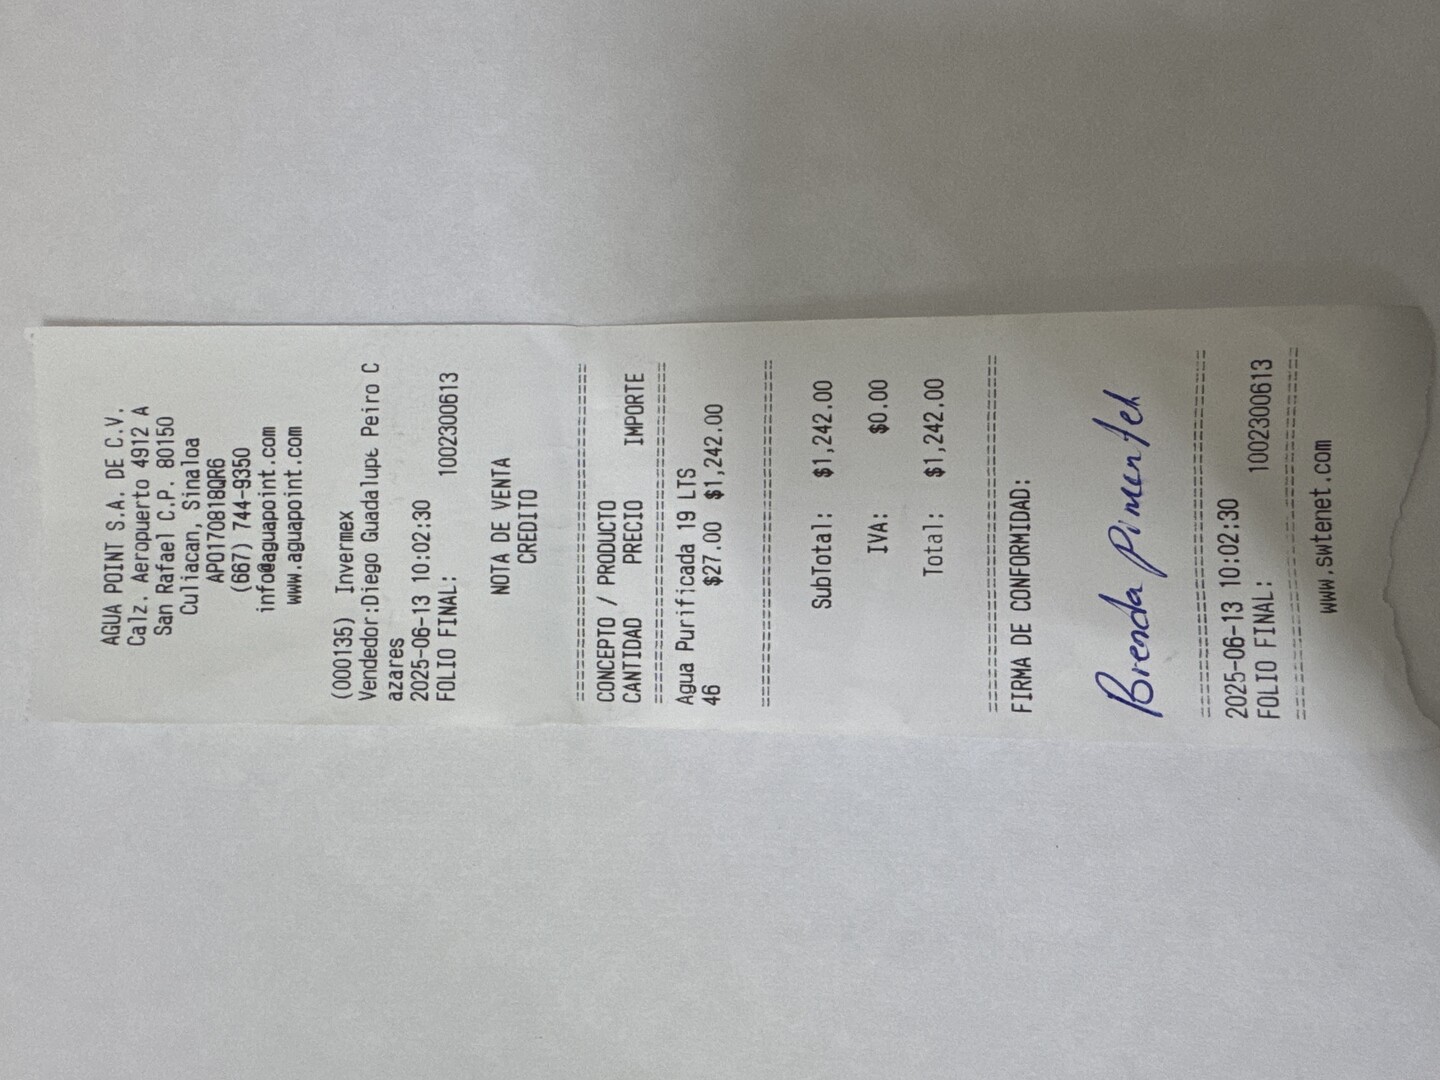 AGUA POINT S.A. DE C.V.
Calz. Aeropuerto 4912 A
San Rafael C.P. 80150
Culiacan, Sinaloa
APO170818QR6
(667) 744-9350
info@aguapoint.com
www.aguapoint.com
(000135) Invermex
Vendedor:Diego Guadalupe Peiro C
azares
2025-06-13 10:02:30
FOLIO FINAL: 1002300613
NOTA DE VENTA
CREDITO
================================
CONCEPTO / PRODUCTO
CANTIDAD PRECIO IMPORTE
================================
Agua Purificada 19 LTS
46 $27.00 $1,242.00
================================
SubTotal: $1,242.00
IVA: $0.00
Total: $1,242.00
================================
FIRMA DE CONFORMIDAD:
Brenda Pimentel
================================
2025-06-13 10:02:30
FOLIO FINAL: 1002300613
================================
www.swtenet.com